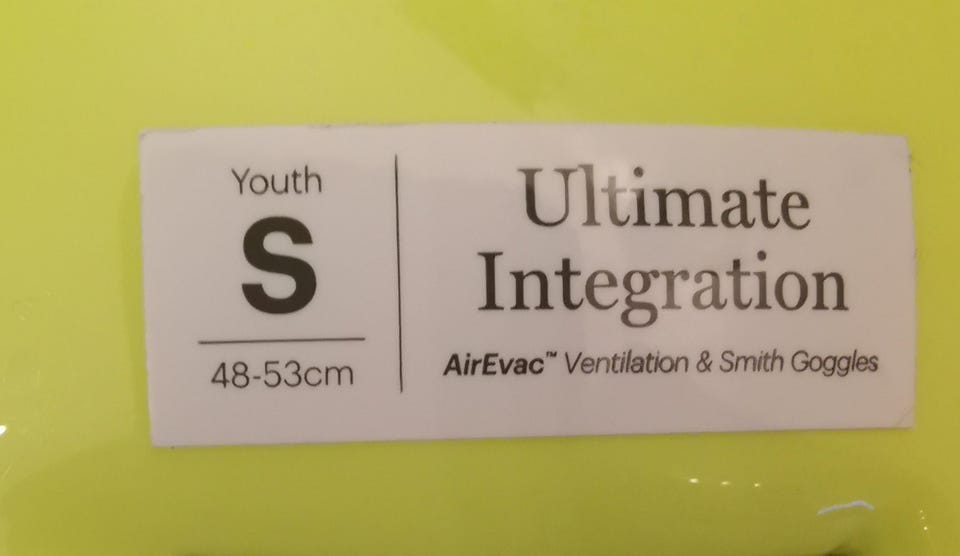 Youth
S
48-53cm
Ultimate
Integration
AirEvac™ Ventilation & Smith Goggles